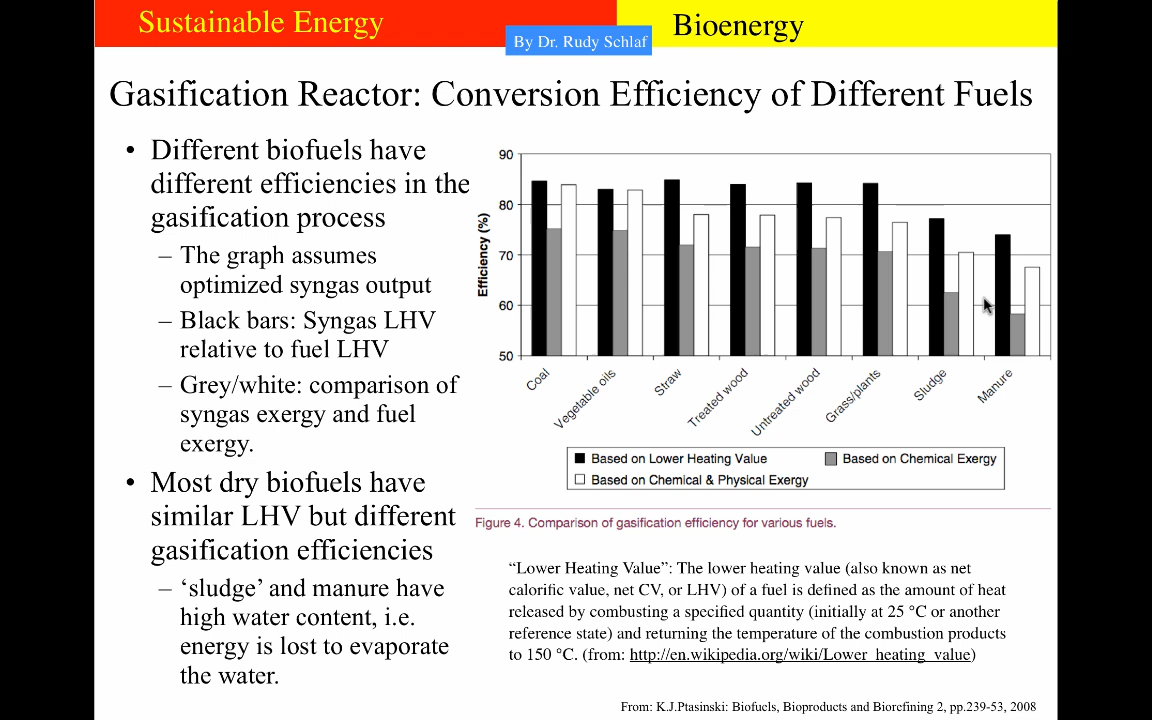 Sustainable Energy
By Dr. Rudy Schlaf
Bioenergy
Gasification Reactor: Conversion Efficiency of Different Fuels
• Different biofuels have
different efficiencies in the
gasification process
– The graph assumes
optimized syngas output
– Black bars: Syngas LHV
relative to fuel LHV
– Grey/white: comparison of
syngas exergy and fuel
exergy.
• Most dry biofuels have
similar LHV but different
gasification efficiencies
– ‘sludge’ and manure have
high water content, i.e.
energy is lost to evaporate
the water.
Efficiency (%)
90
80
70
60
50
Coal
Vegetable oils
Straw
Treated wood
Untreated wood
Grass/plants
Sludge
Manure
Based on Lower Heating Value
Based on Chemical Exergy
Based on Chemical & Physical Exergy
Figure 4. Comparison of gasification efficiency for various fuels.
“Lower Heating Value”: The lower heating value (also known as net
calorific value, net CV, or LHV) of a fuel is defined as the amount of heat
released by combusting a specified quantity (initially at 25 °C or another
reference state) and returning the temperature of the combustion products
to 150 °C. (from: http://en.wikipedia.org/wiki/Lower_heating_value)
From: K.J.Ptasinski: Biofuels, Bioproducts and Biorefining 2, pp.239-53, 2008